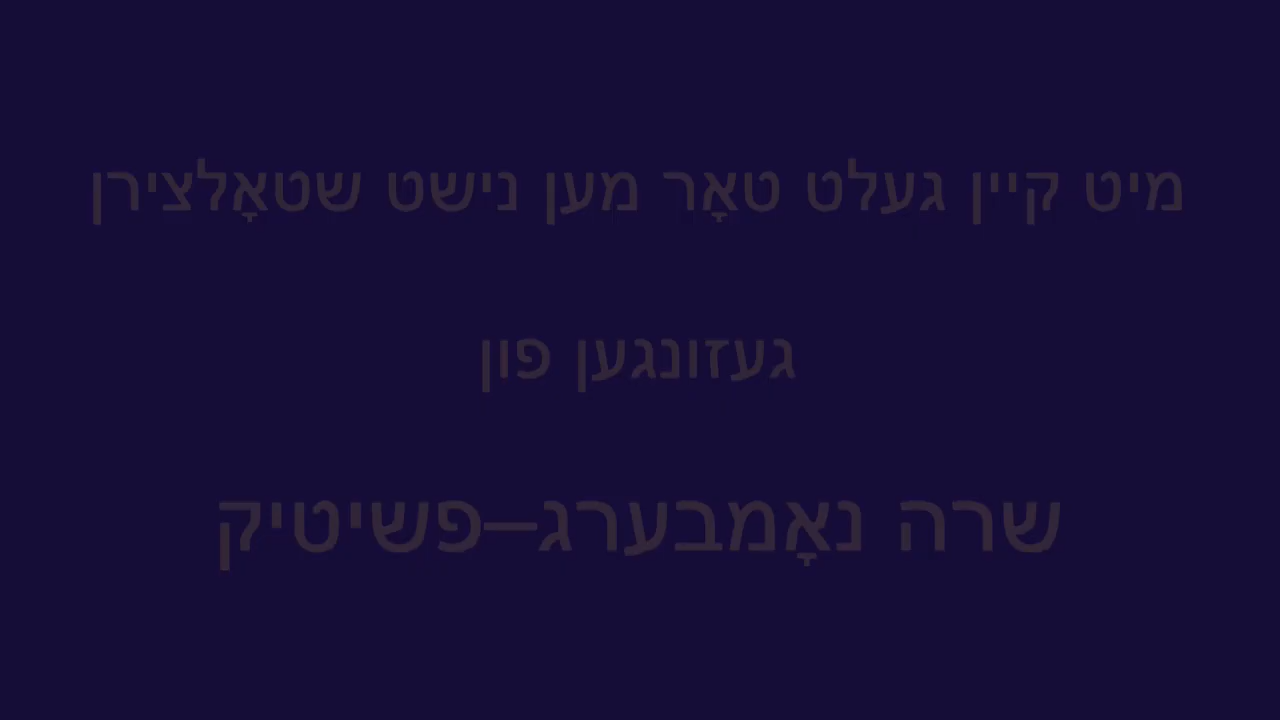 מיט קיין געלט טאָר מען נישט שטאָלצירן
געזונגען פון
שרה נאָמבערג–פשיטיק